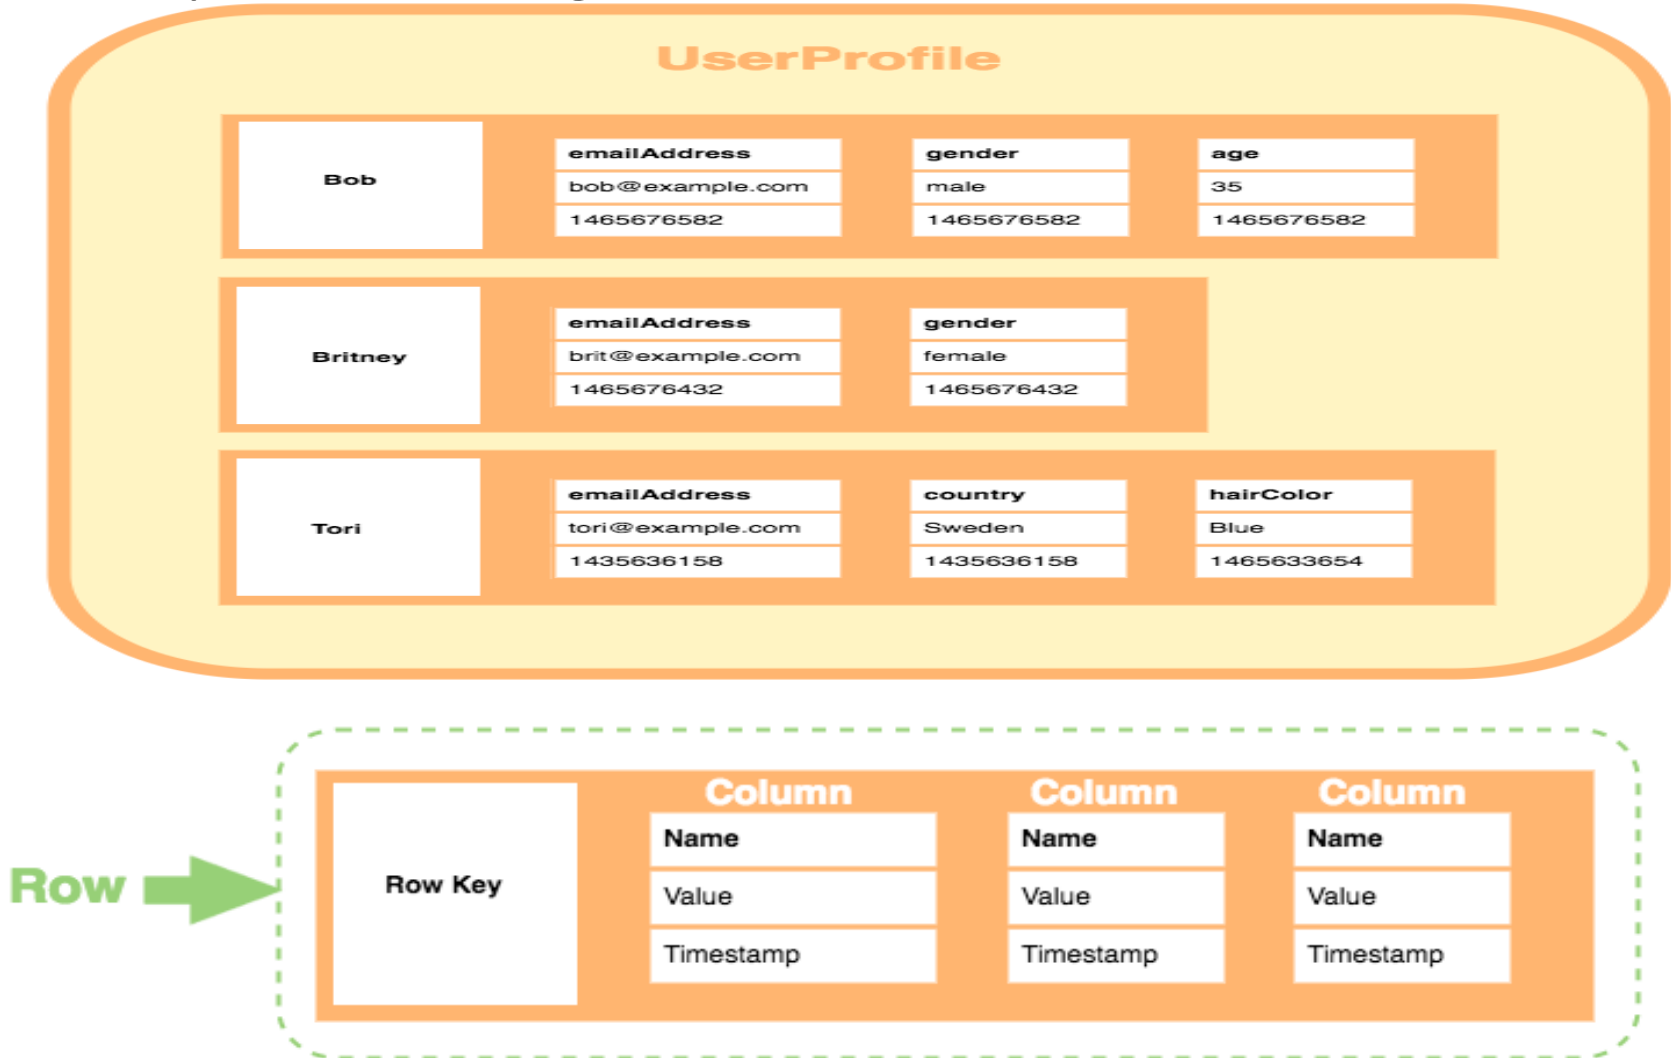 UserProfile
Bob
emailAddress gender age
bob@example.com male 35
1465676582 1465676582 1465676582
Britney
emailAddress gender
brit@example.com female
1465676432 1465676432
Tori
emailAddress country hairColor
tori@example.com Sweden Blue
1435636158 1435636158 1465633654
Row
Row Key
Column Column Column
Name Name Name
Value Value Value
Timestamp Timestamp Timestamp